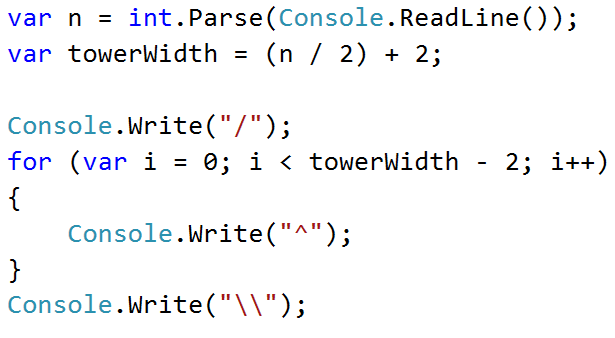 var n = int.Parse(Console.ReadLine());
var towerWidth = (n / 2) + 2;
Console.Write("/");
for (var i = 0; i < towerWidth - 2; i++)
{
Console.Write("^");
}
Console.Write("\\");